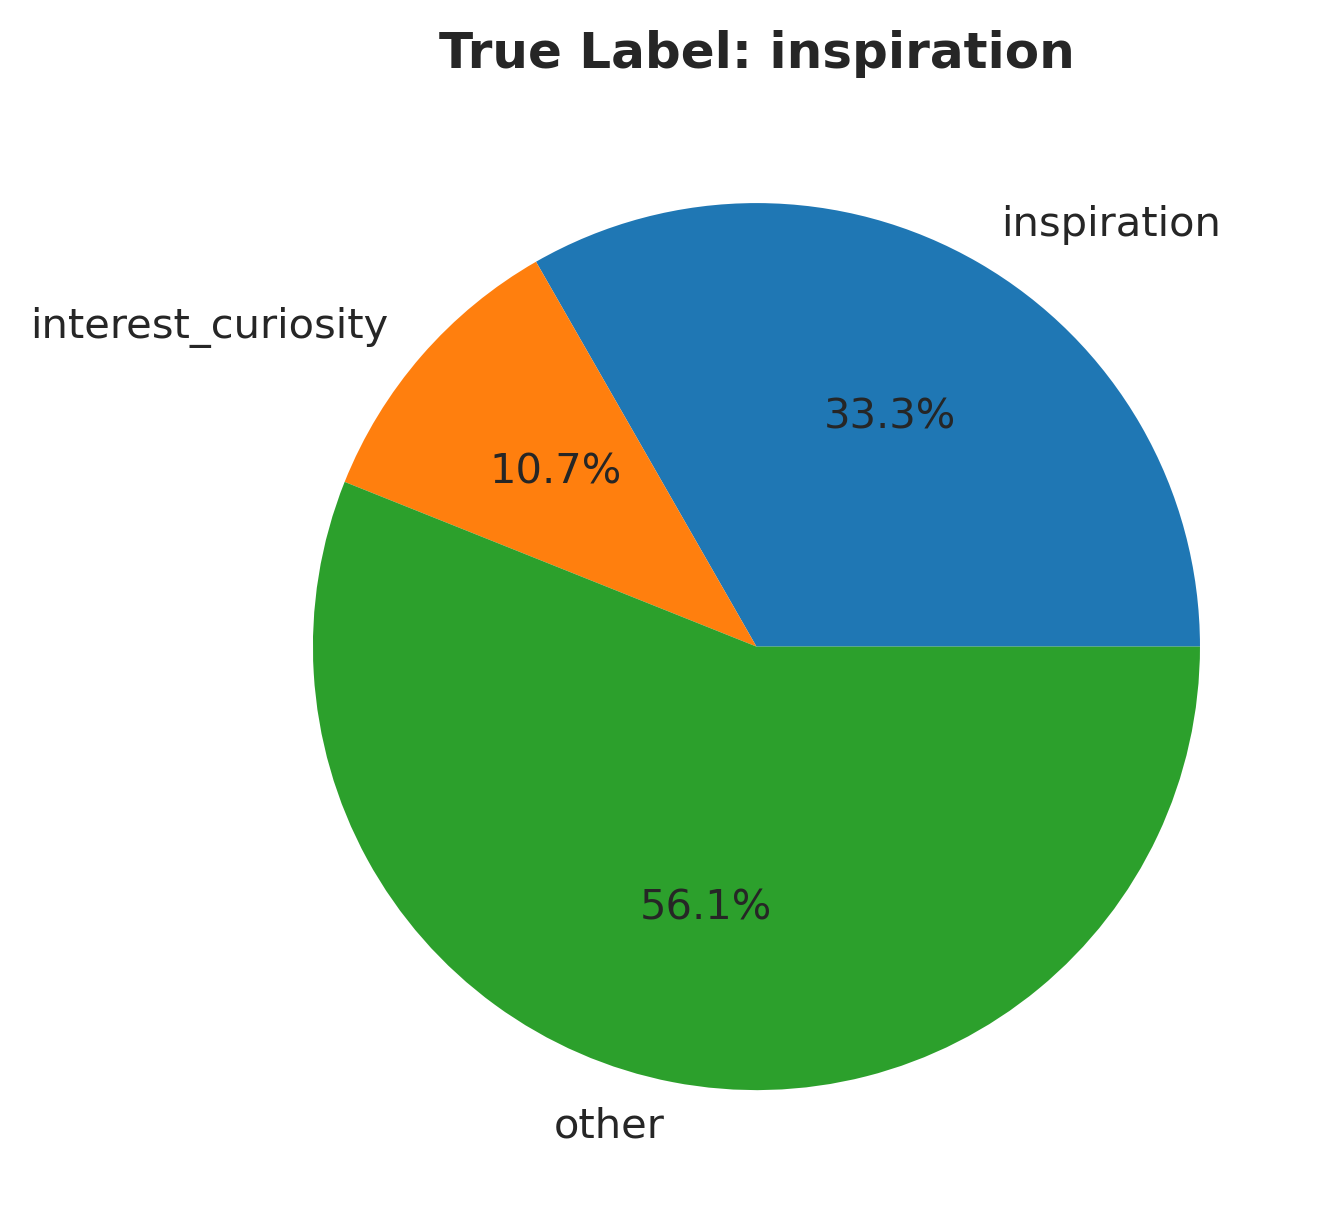 True Label: inspiration
inspiration
interest_curiosity
33.3%
10.7%
56.1%
other